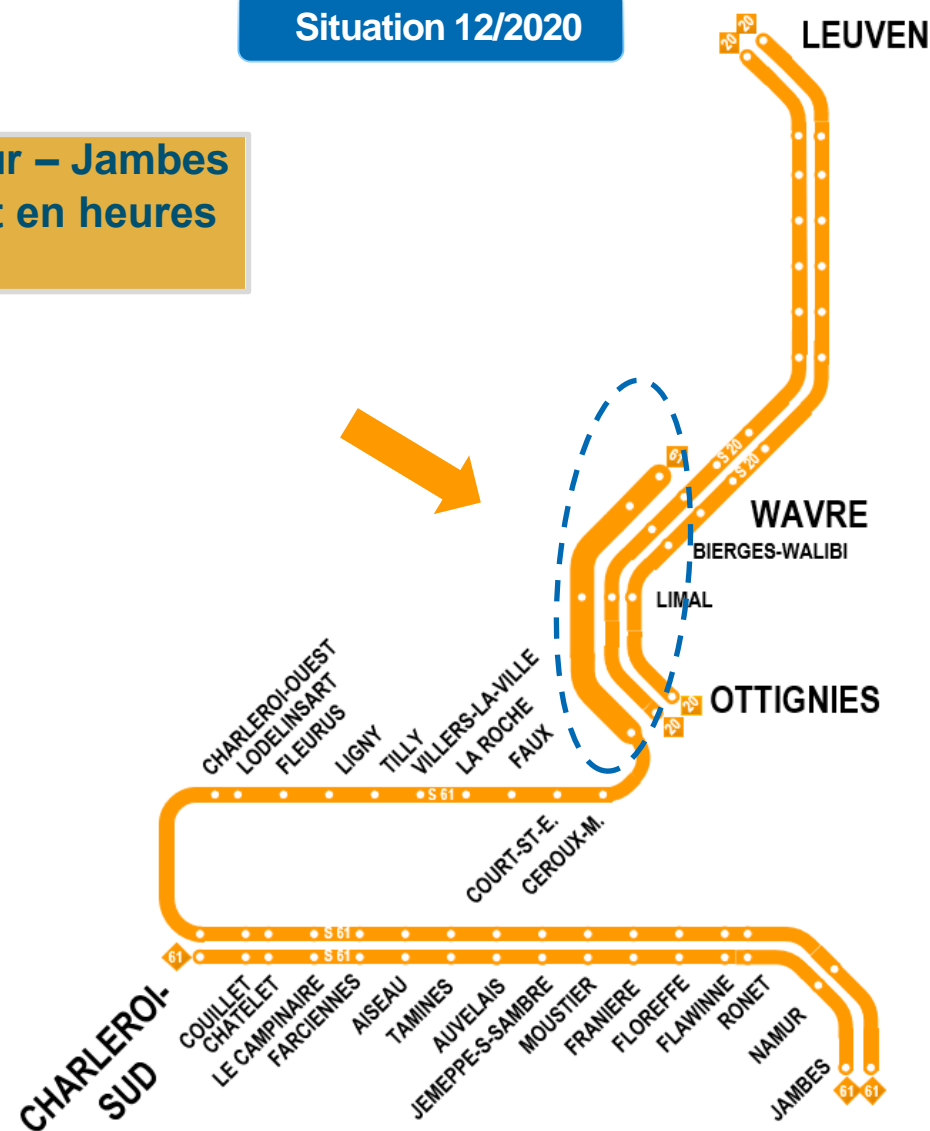 Situation 12/2020
20
20
LEUVEN
ur – Jambes
t en heures
61
S 20
S 20
WAVRE
BIERGES-WALIBI
LIMAL
20
20
OTTIGNIES
CHARLEROI-OUEST
LODELINSART
FLEURUS
LIGNY
TILLY
VILLERS-LA-VILLE
LA ROCHE
FAUX
S 61
COURT-ST-E.
CEROUX-M.
S 61
61
S 61
CHARLEROI-
SUD
COUILLET
CHATELET
LE CAMPINAIRE
FARCIENNES
AISEAU
TAMINES
AUVELAIS
JEMEPPE-S-SAMBRE
MOUSTIER
FRANIERE
FLOREFFE
FLAWINNE
RONET
NAMUR
JAMBES
61
61